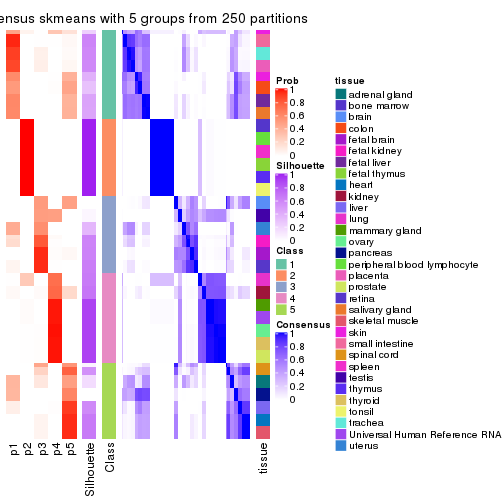 ensus skmeans with 5 groups from 250 partitions
Prob
1
0.8
0.6
0.4
0.2
0
Silhouette
1
0.8
0.6
0.4
0.2
0
Class
1
2
3
4
5
Consensus
1
0.8
0.6
0.4
0.2
0
tissue
adrenal gland
bone marrow
brain
colon
fetal brain
fetal kidney
fetal liver
fetal thymus
heart
kidney
liver
lung
mammary gland
ovary
pancreas
peripheral blood lymphocyte
placenta
prostate
retina
salivary gland
skeletal muscle
skin
small intestine
spinal cord
spleen
testis
thymus
thyroid
tonsil
trachea
Universal Human Reference RNA
uterus
p1
p2
p3
p4
p5
Silhouette
Class
tissue